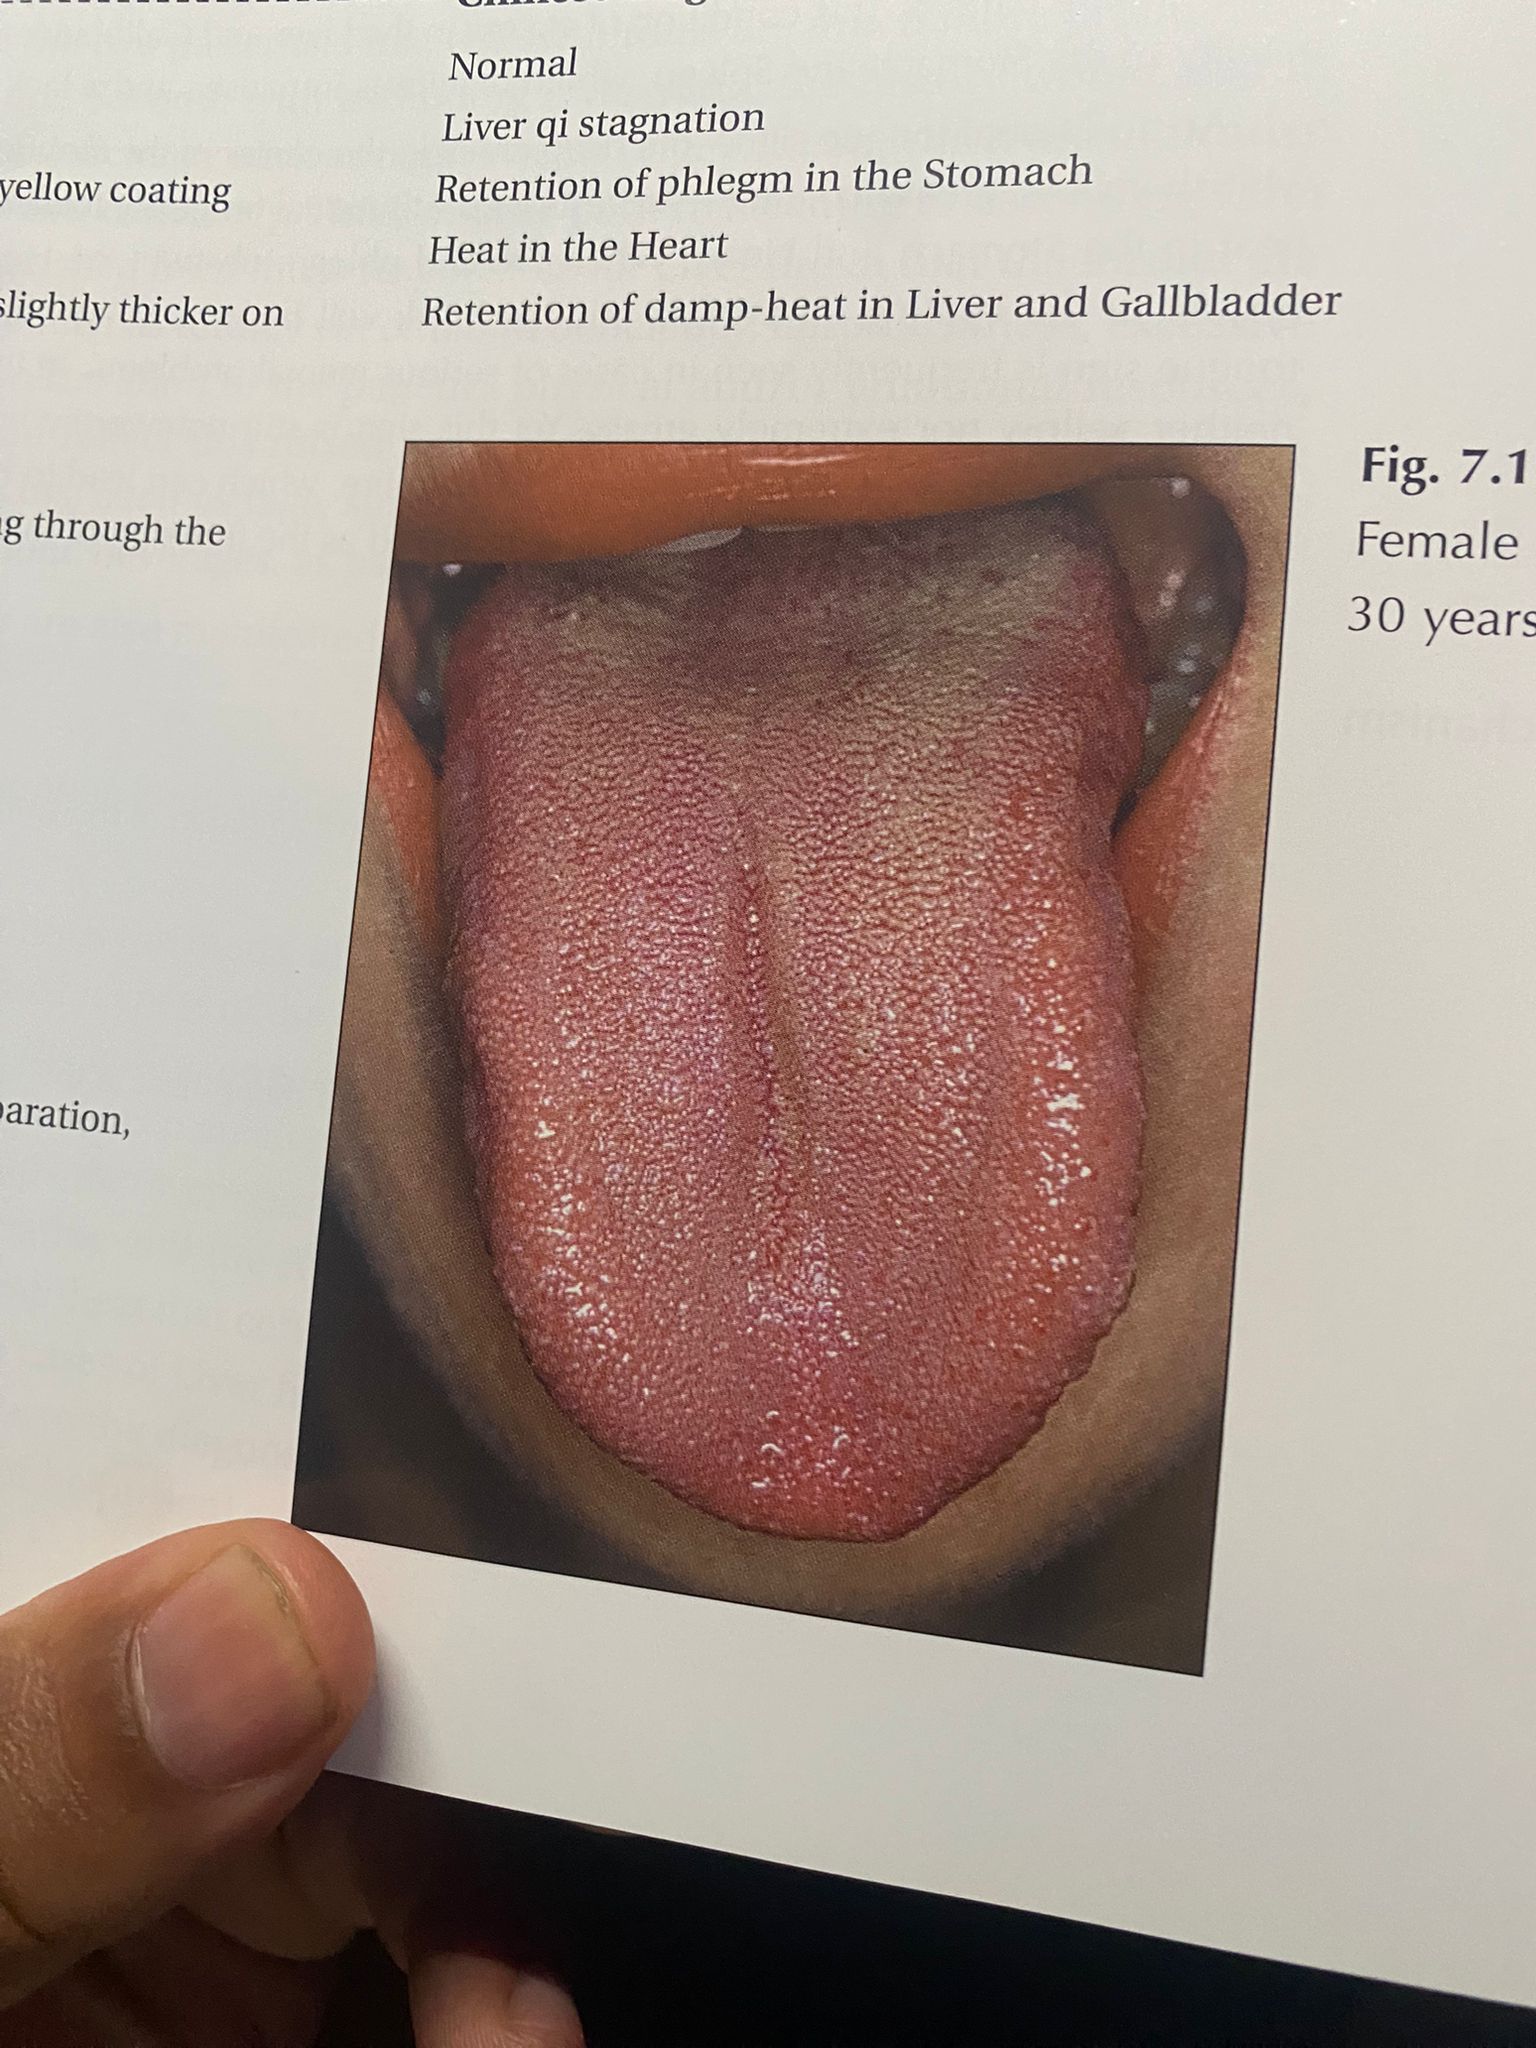 Normal
Liver qi stagnation
yellow coating Retention of phlegm in the Stomach
Heat in the Heart
slightly thicker on Retention of damp-heat in Liver and Gallbladder
through the
Fig. 7.1
Female
30 years